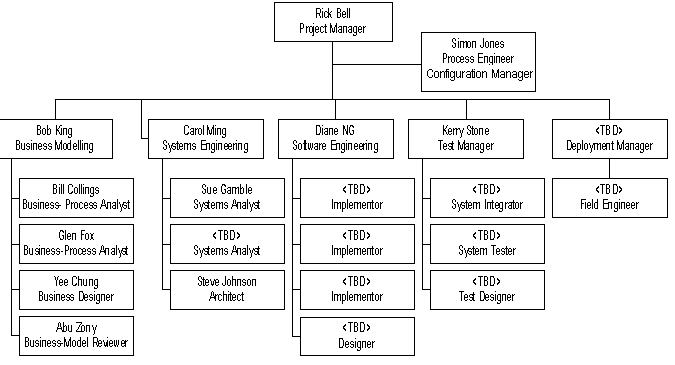 Rick Bell
Project Manager
Simon Jones
Process Engineer
Configuration Manager
Bob King
Business Modelling
Carol Ming
Systems Engineering
Diane NG
Software Engineering
Kerry Stone
Test Manager
<TBD>
Deployment Manager
Bill Collings
Business- Process Analyst
Glen Fox
Business-Process Analyst
Yee Chung
Business Designer
Abu Zony
Business-Model Reviewer
Sue Gamble
Systems Analyst
<TBD>
Systems Analyst
Steve Johnson
Architect
<TBD>
Implementor
<TBD>
Implementor
<TBD>
Implementor
<TBD>
Designer
<TBD>
System Integrator
<TBD>
System Tester
<TBD>
Test Designer
<TBD>
Field Engineer